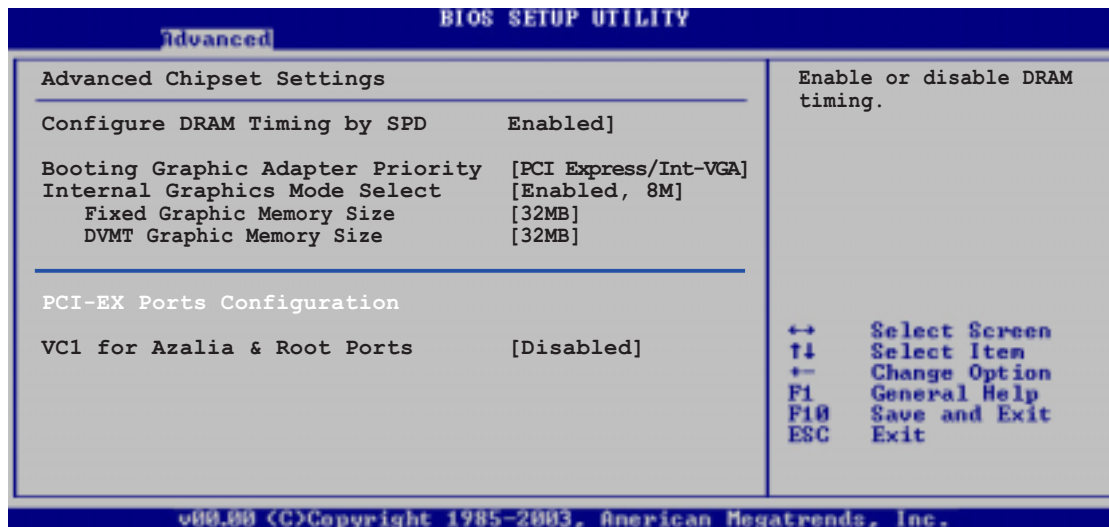 BIOS SETUP UTILITY
Advanced
Advanced Chipset Settings
Configure DRAM Timing by SPD Enabled]
Booting Graphic Adapter Priority [PCI Express/Int-VGA]
Internal Graphics Mode Select [Enabled, 8M]
Fixed Graphic Memory Size [32MB]
DVMT Graphic Memory Size [32MB]
PCI-EX Ports Configuration
VC1 for Azalia & Root Ports [Disabled]
Enable or disable DRAM
timing.
↔ Select Screen
↑↓ Select Item
+- Change Option
F1 General Help
F10 Save and Exit
ESC Exit
v00.00 (C)Copyright 1985-2003, American Megatrends, Inc.